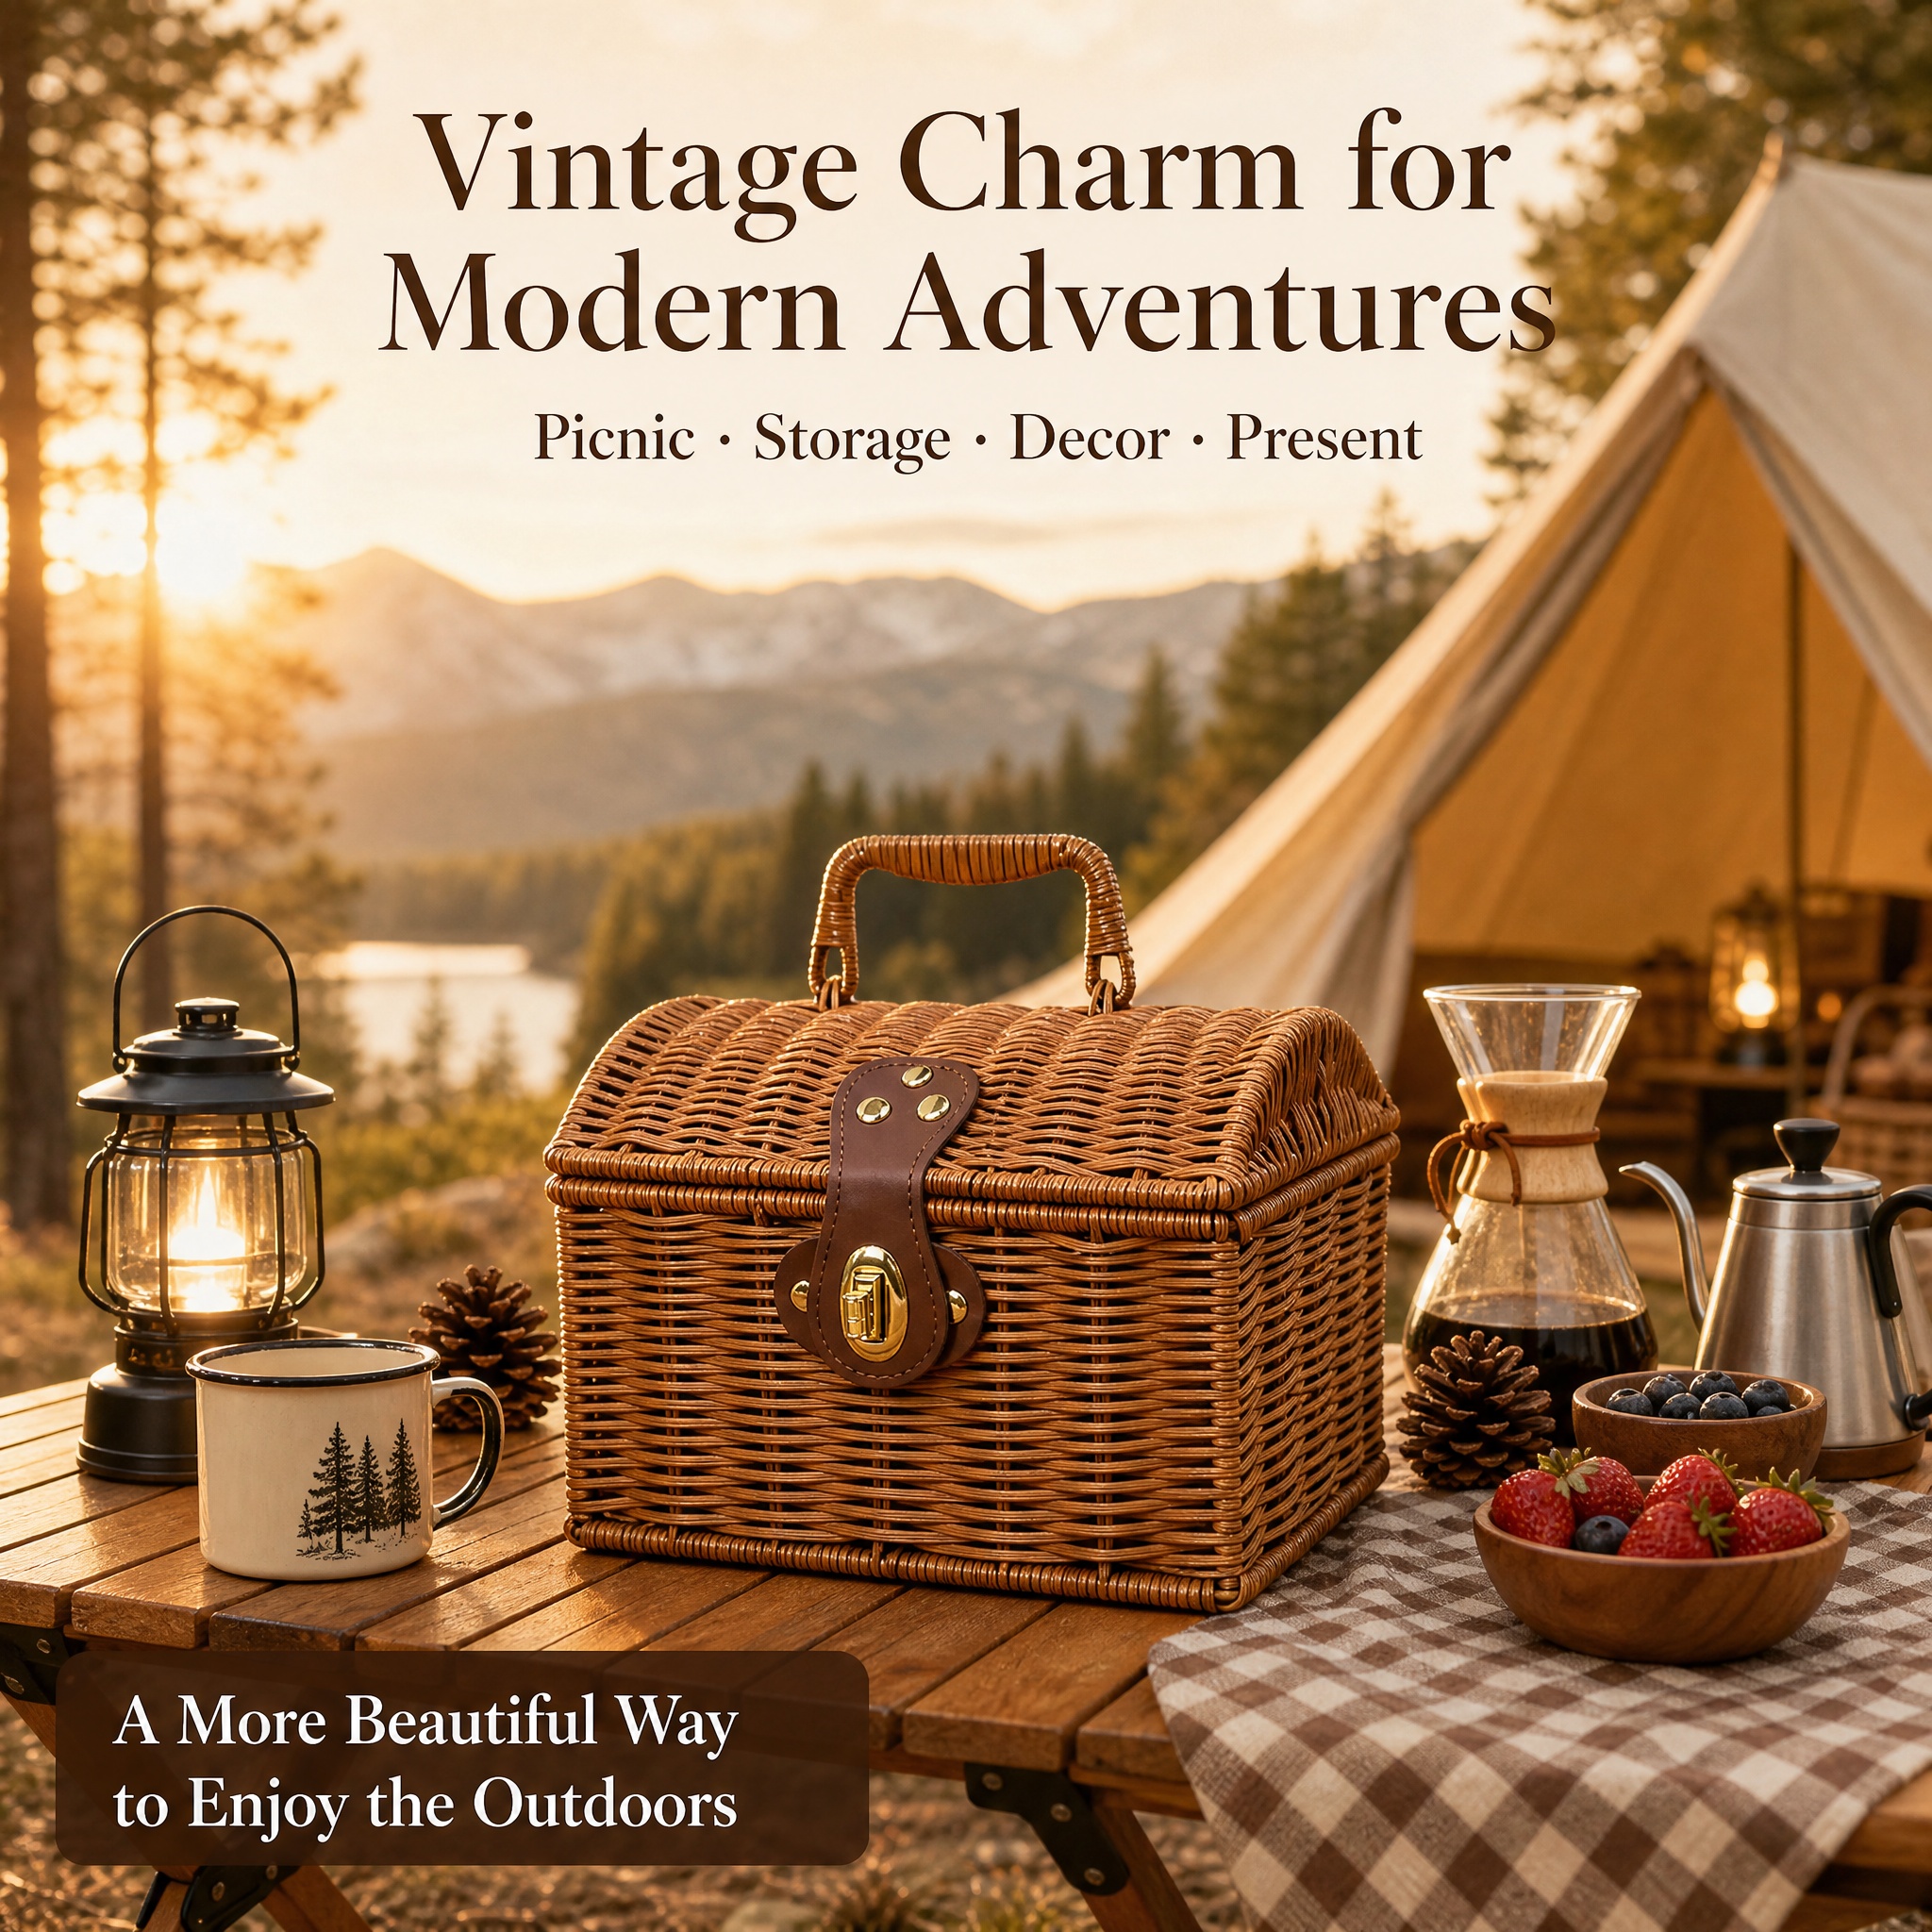 Vintage Charm for
Modern Adventures
Picnic · Storage · Decor · Present
A More Beautiful Way
to Enjoy the Outdoors